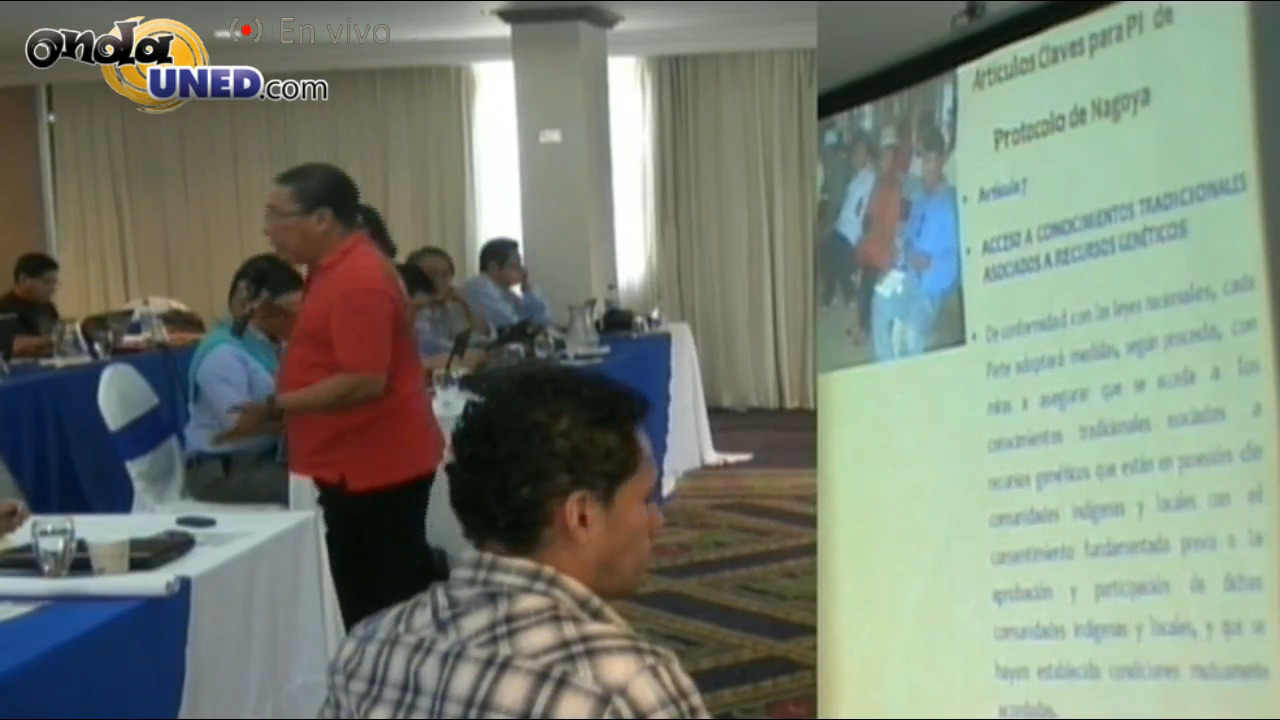 onda
UNED.com
En vivo
Artículos Claves para PI de
Protocolo de Nagoya
• Artículo 7
• ACCESO A CONOCIMIENTOS TRADICIONALES
ASOCIADOS A RECURSOS GENÉTICOS
• De conformidad con las leyes nacionales, cada
Parte adoptará medidas, según proceda, con
miras a asegurar que se acceda a los
conocimientos tradicionales asociados a
recursos genéticos que están en posesión de
comunidades indígenas y locales con el
consentimiento fundamentado previo o la
aprobación y participación de dichas
comunidades indígenas y locales, y que se
hayan establecido condiciones mutuamente
acordadas.